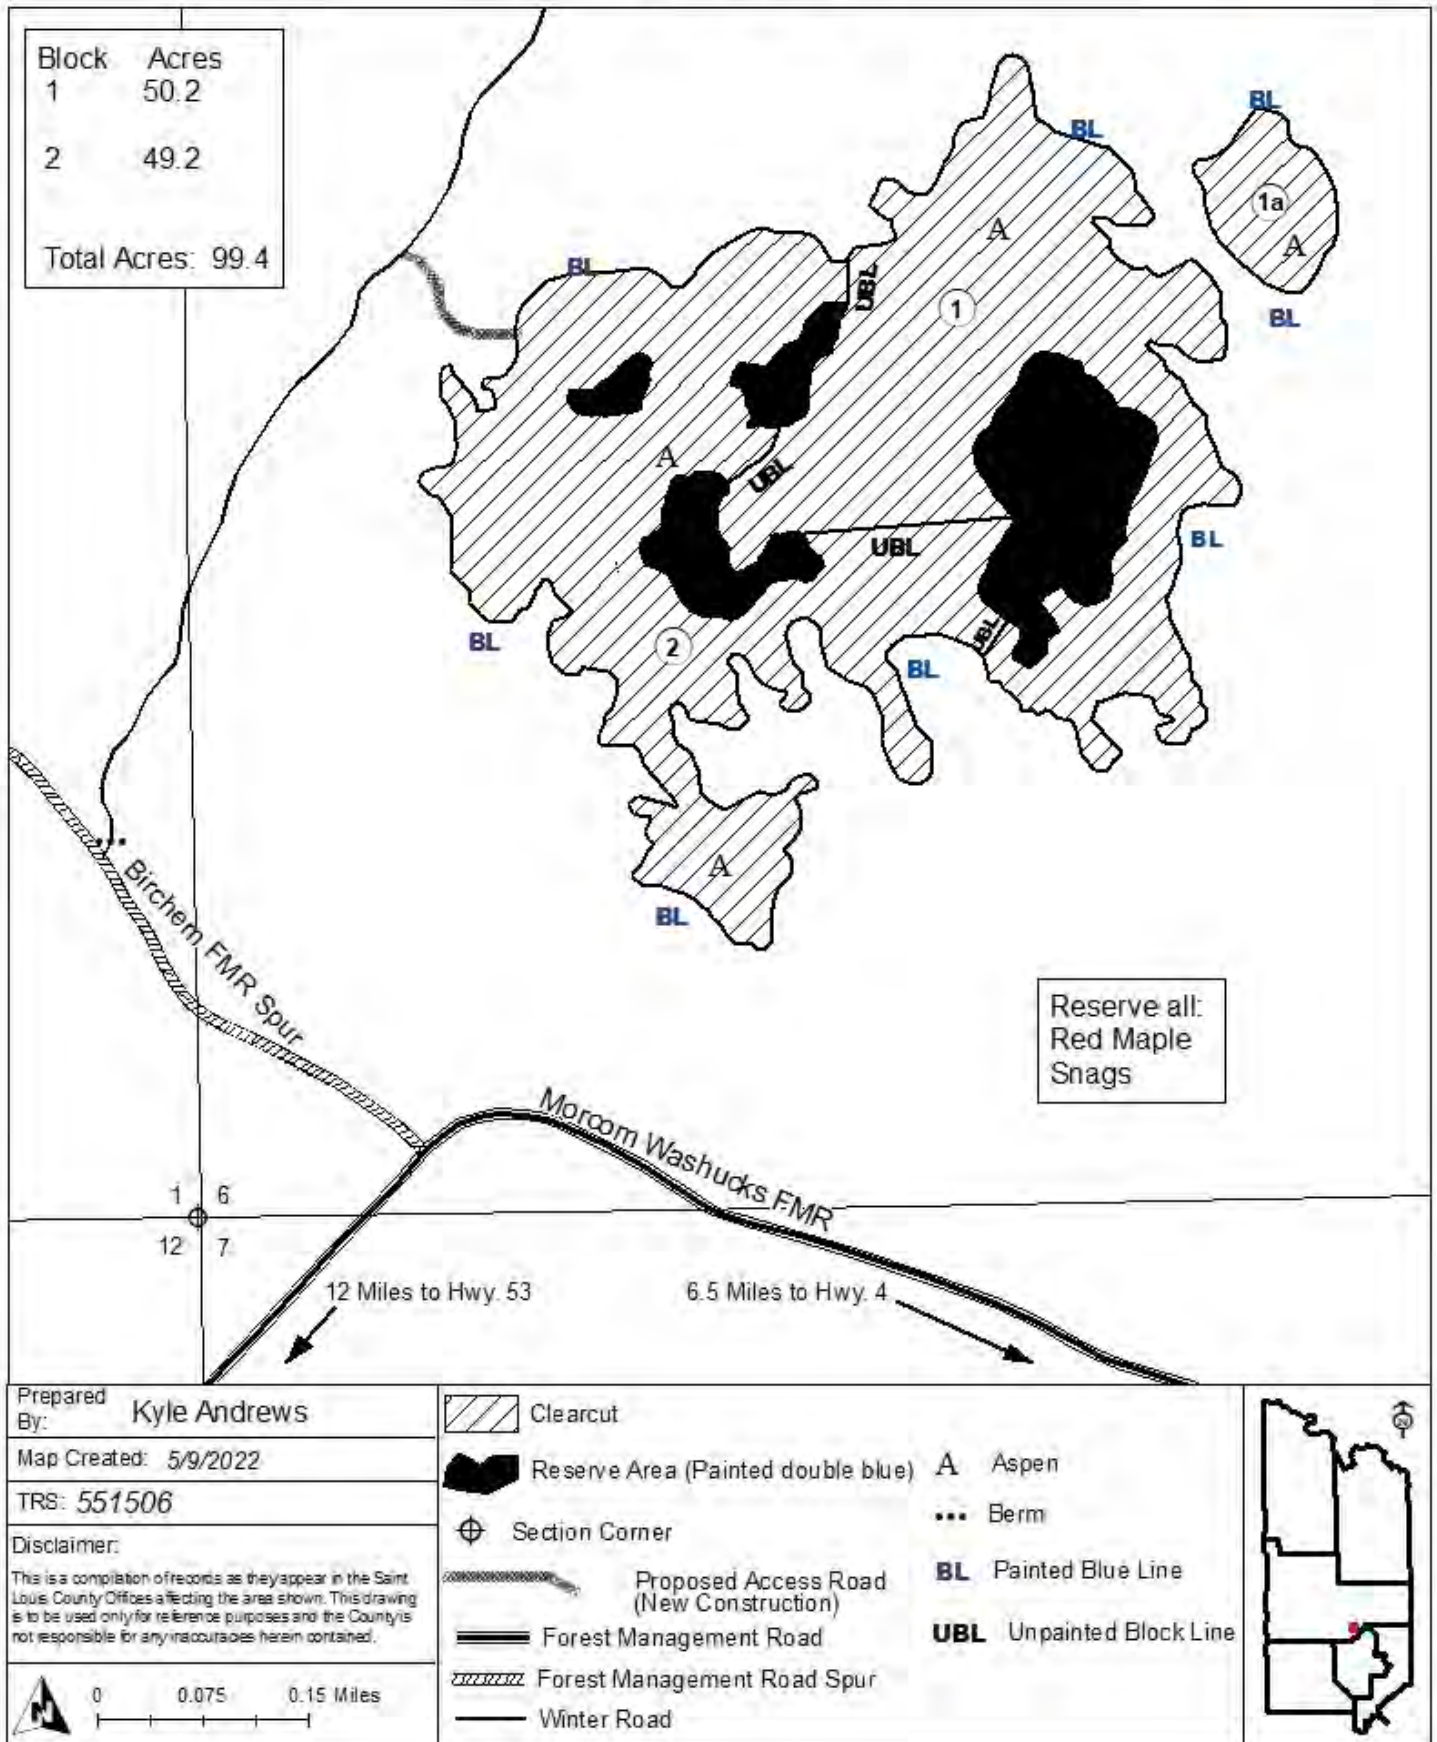 Block Acres
1 50.2
2 49.2
Total Acres: 99.4
BL
BL
1a
A
BL
A
BL
UBL
1
A
UBL
UBL
BL
BL
2
UBL
BL
A
BL
Birchem FMR Spur
Reserve all:
Red Maple
Snags
Morcom Washucks FMR
1 6
12 7
12 Miles to Hwy. 53
6.5 Miles to Hwy. 4
Prepared
By: Kyle Andrews
Map Created: 5/9/2022
TRS: 551506
Disclaimer:
This is a compilation of records as they appear in the Saint
Louis County Offices affecting the area shown. This drawing
is to be used only for reference purposes and the County is
not responsible for any inaccuracies herein contained.
N
0 0.075 0.15 Miles
Clearcut
Reserve Area (Painted double blue)
Section Corner
Proposed Access Road
(New Construction)
Forest Management Road
Forest Management Road Spur
Winter Road
A Aspen
Berm
BL Painted Blue Line
UBL Unpainted Block Line